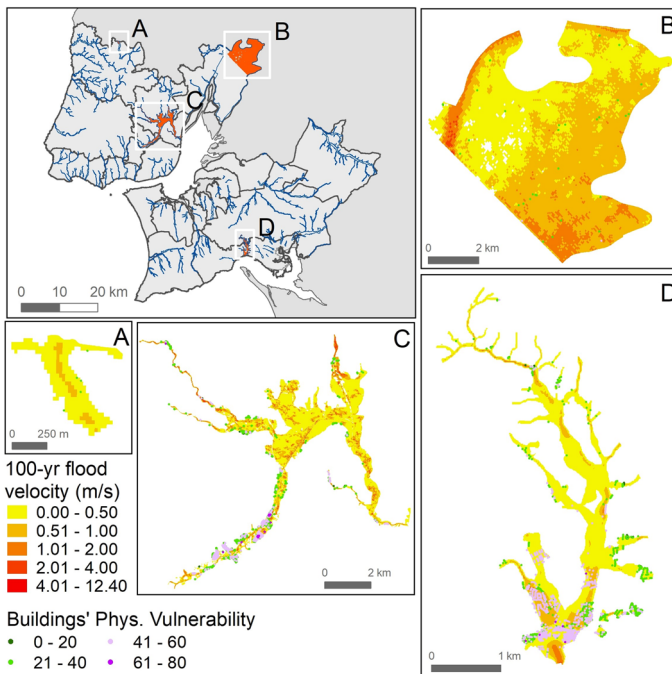 A
B
C
D
0 10 20 km
B
0 2 km
A
0 250 m
C
0 2 km
D
0 1 km
100-yr flood
velocity (m/s)
0.00 - 0.50
0.51 - 1.00
1.01 - 2.00
2.01 - 4.00
4.01 - 12.40
Buildings' Phys. Vulnerability
0 - 20
41 - 60
21 - 40
61 - 80